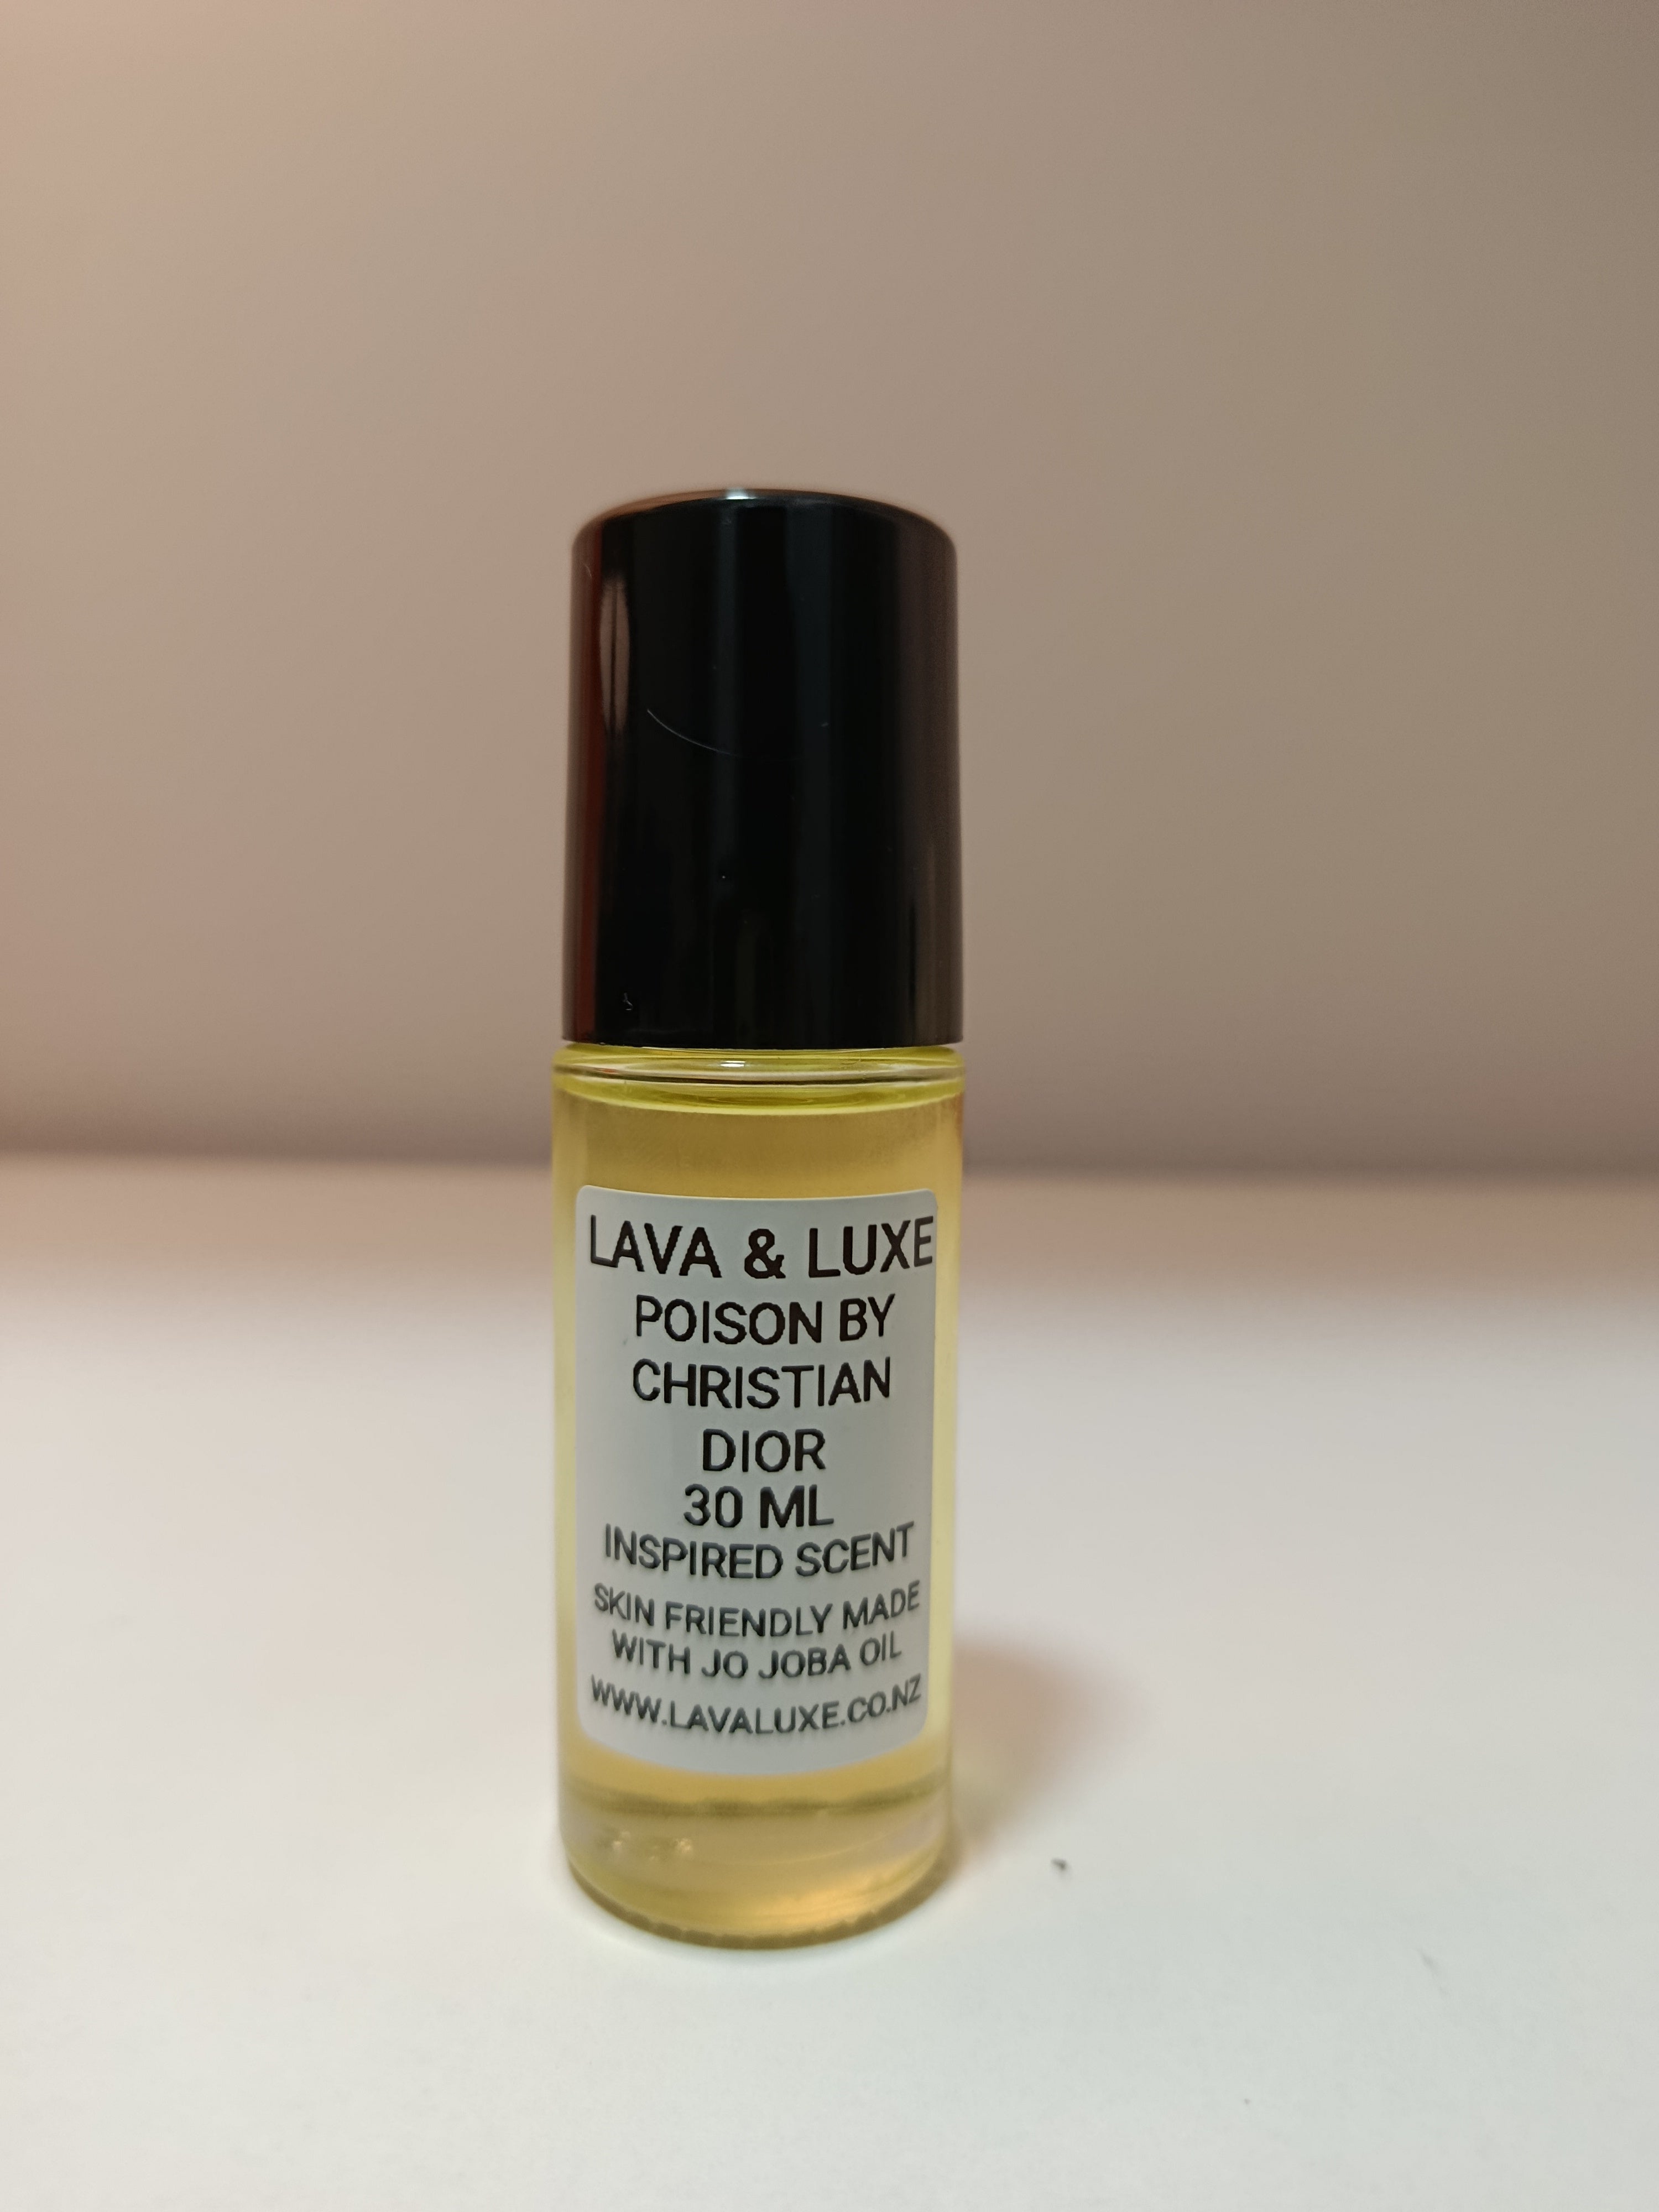 LAVA & LUXE
POISON BY
CHRISTIAN
DIOR
30 ML
INSPIRED SCENT
SKIN FRIENDLY MADE
WITH JO JOBA OIL
WWW.LAVALUXE.CO.NZ